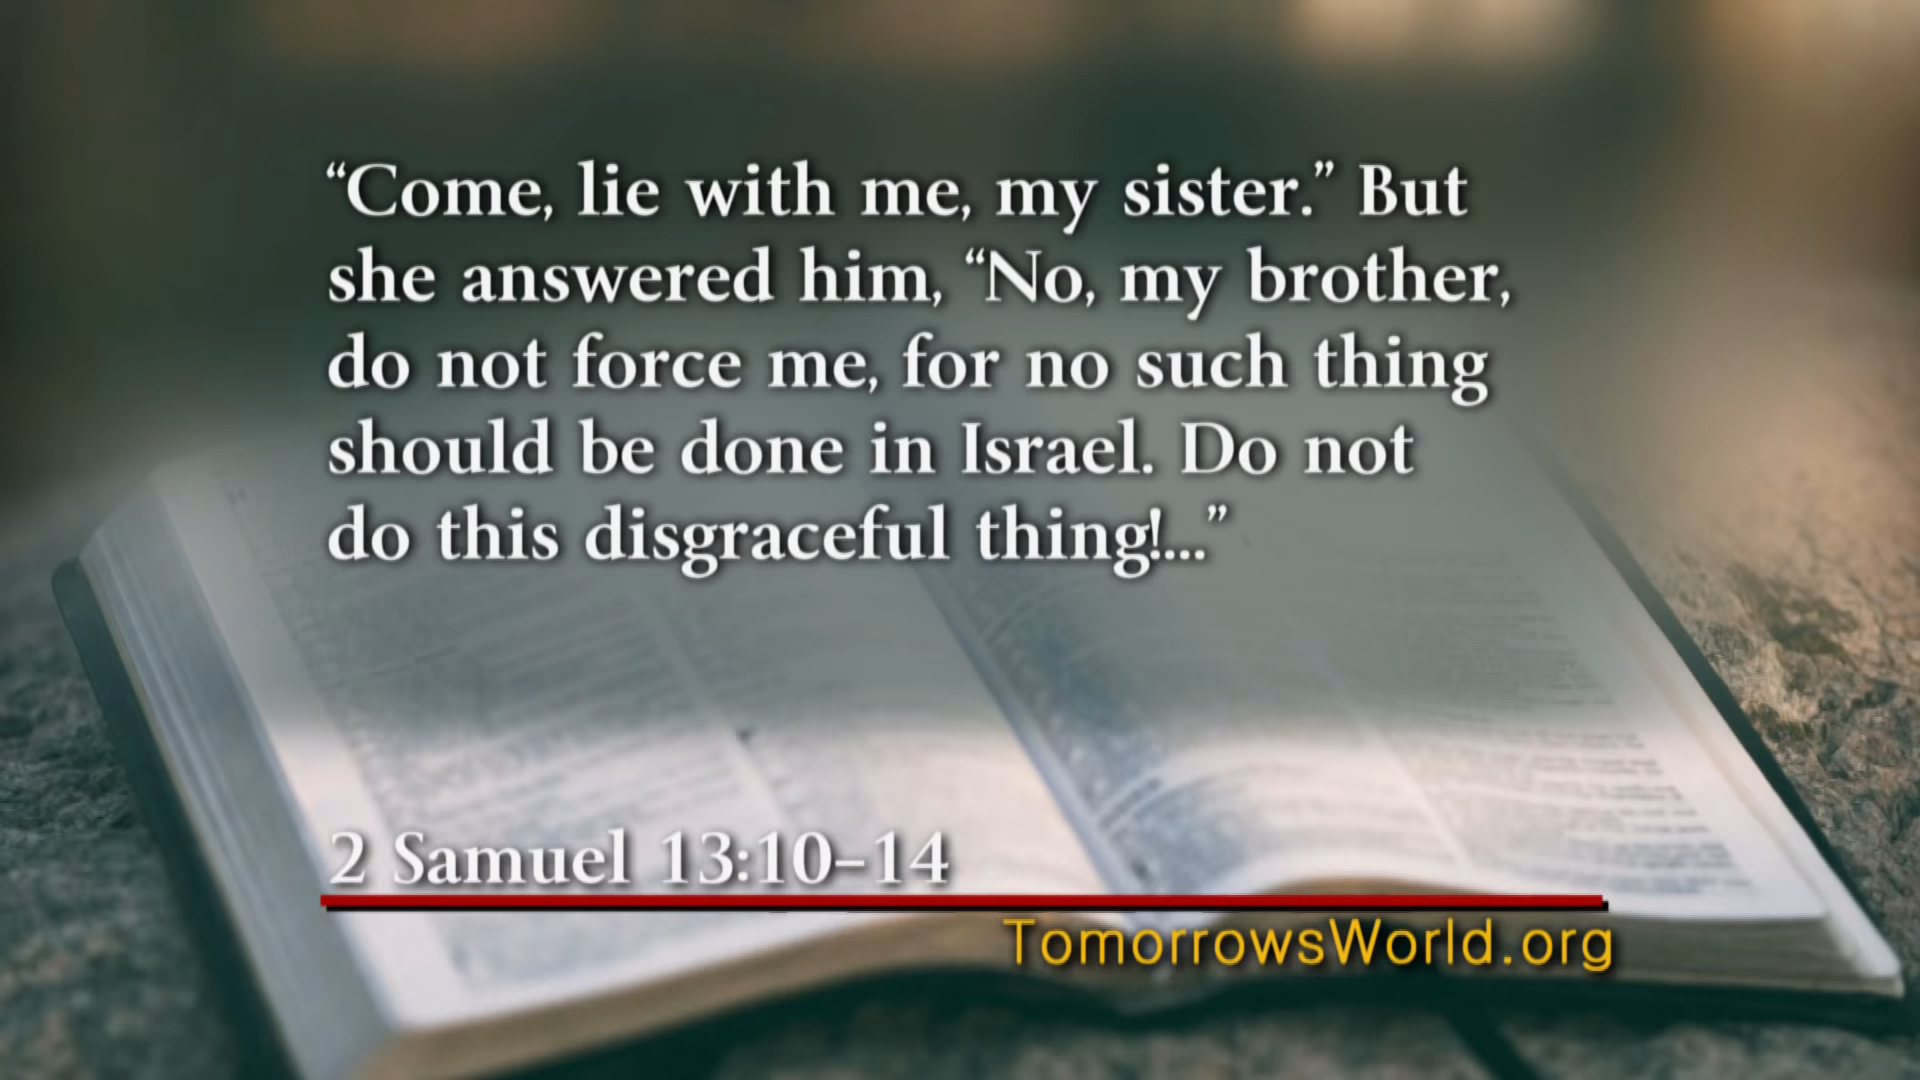 “Come, lie with me, my sister.” But
she answered him, “No, my brother,
do not force me, for no such thing
should be done in Israel. Do not
do this disgraceful thing!...”
2 Samuel 13:10–14
TomorrowsWorld.org